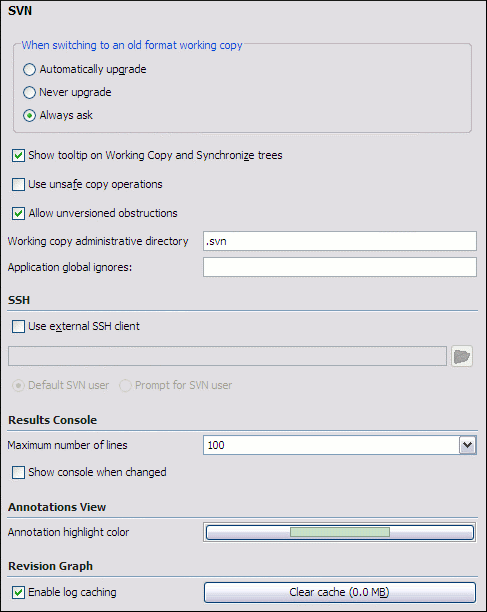 SVN
When switching to an old format working copy
Automatically upgrade
Never upgrade
Always ask
Show tooltip on Working Copy and Synchronize trees
Use unsafe copy operations
Allow unversioned obstructions
Working copy administrative directory .svn
Application global ignores:
SSH
Use external SSH client
Default SVN user Prompt for SVN user
Results Console
Maximum number of lines 100
Show console when changed
Annotations View
Annotation highlight color
Revision Graph
Enable log caching Clear cache (0.0 MB)